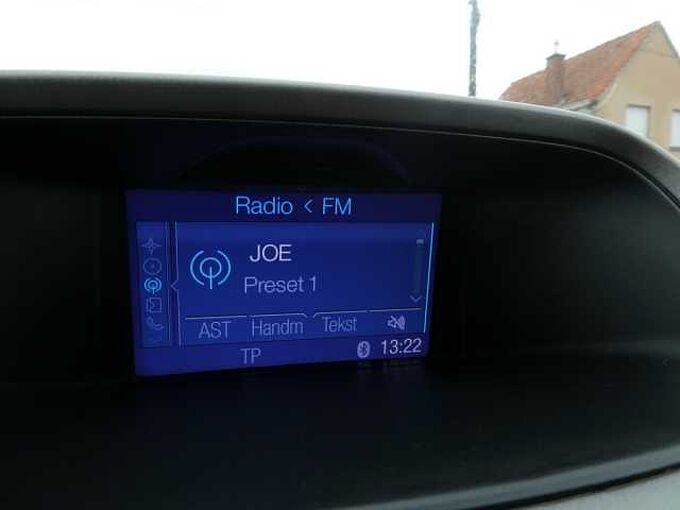 Radio < FM
JOE
Preset 1
AST Handm Tekst
TP 13:22